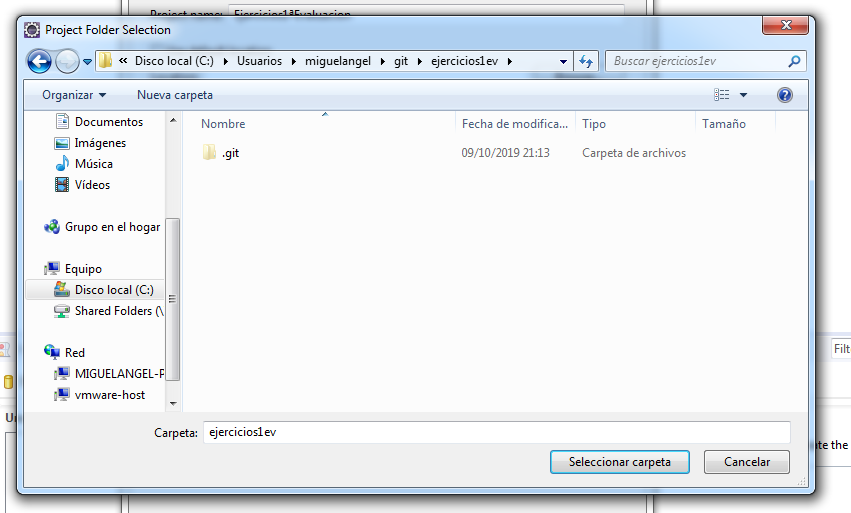 Project name: Ejercicios1ªEvaluacion
Project Folder Selection
« Disco local (C:) Usuarios miguelangel git ejercicios1ev
Buscar ejercicios1ev
Organizar Nueva carpeta
Documentos
Imágenes
Música
Vídeos
Grupo en el hogar
Equipo
Disco local (C:)
Shared Folders (\
Red
MIGUELANGEL-P
vmware-host
Nombre Fecha de modifica... Tipo Tamaño
.git 09/10/2019 21:13 Carpeta de archivos
Filt
te the
Carpeta: ejercicios1ev
Seleccionar carpeta Cancelar